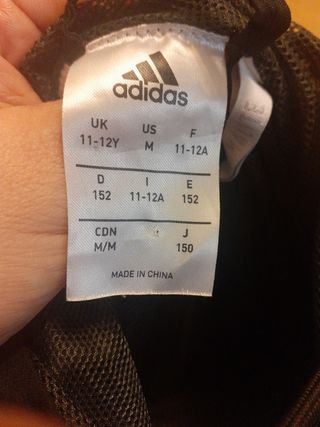 adidas
UK US F
11-12Y M 11-12A
D I E
152 11-12A 152
CDN J
M/M 150
MADE IN CHINA